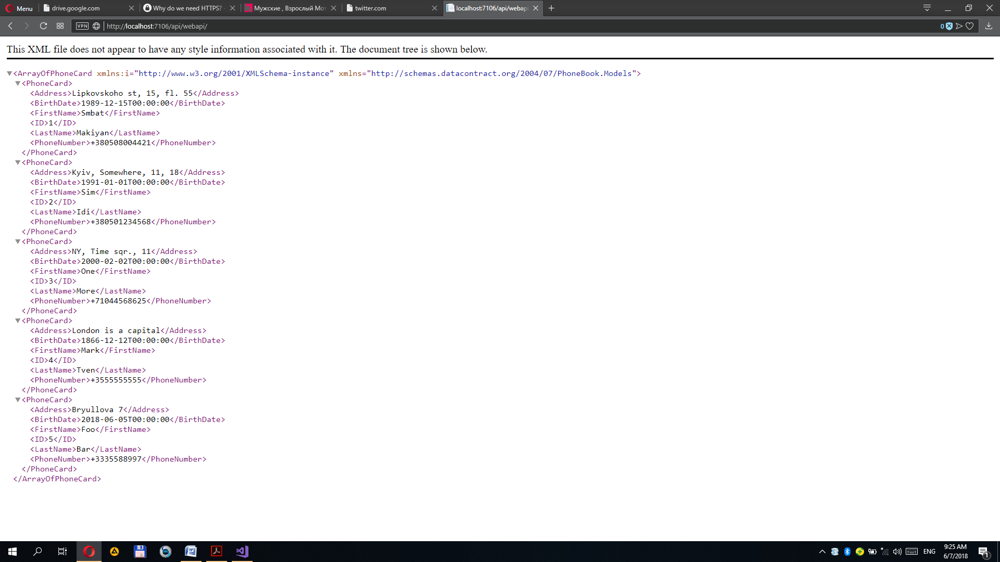 Menu
drive.google.com
Why do we need HTTPS? -
Мужские , Взрослый Мот
twitter.com
localhost:7106/api/webapi
VPN
http://localhost:7106/api/webapi/
0
This XML file does not appear to have any style information associated with it. The document tree is shown below.
<ArrayOfPhoneCard xmlns:i="http://www.w3.org/2001/XMLSchema-instance" xmlns="http://schemas.datacontract.org/2004/07/PhoneBook.Models">
<PhoneCard>
<Address>Lipkovskoho st, 15, fl. 55</Address>
<BirthDate>1989-12-15T00:00:00</BirthDate>
<FirstName>Smbat</FirstName>
<ID>1</ID>
<LastName>Makiyan</LastName>
<PhoneNumber>+380508004421</PhoneNumber>
</PhoneCard>
<PhoneCard>
<Address>Kyiv, Somewhere, 11, 18</Address>
<BirthDate>1991-01-01T00:00:00</BirthDate>
<FirstName>Sim</FirstName>
<ID>2</ID>
<LastName>Idi</LastName>
<PhoneNumber>+380501234568</PhoneNumber>
</PhoneCard>
<PhoneCard>
<Address>NY, Time sqr., 11</Address>
<BirthDate>2000-02-02T00:00:00</BirthDate>
<FirstName>One</FirstName>
<ID>3</ID>
<LastName>More</LastName>
<PhoneNumber>+71044568625</PhoneNumber>
</PhoneCard>
<PhoneCard>
<Address>London is a capital</Address>
<BirthDate>1866-12-12T00:00:00</BirthDate>
<FirstName>Mark</FirstName>
<ID>4</ID>
<LastName>Tven</LastName>
<PhoneNumber>+3555555555</PhoneNumber>
</PhoneCard>
<PhoneCard>
<Address>Bryullova 7</Address>
<BirthDate>2018-06-05T00:00:00</BirthDate>
<FirstName>Foo</FirstName>
<ID>5</ID>
<LastName>Bar</LastName>
<PhoneNumber>+3335588997</PhoneNumber>
</PhoneCard>
</ArrayOfPhoneCard>
ENG
9:25 AM
6/7/2018
1